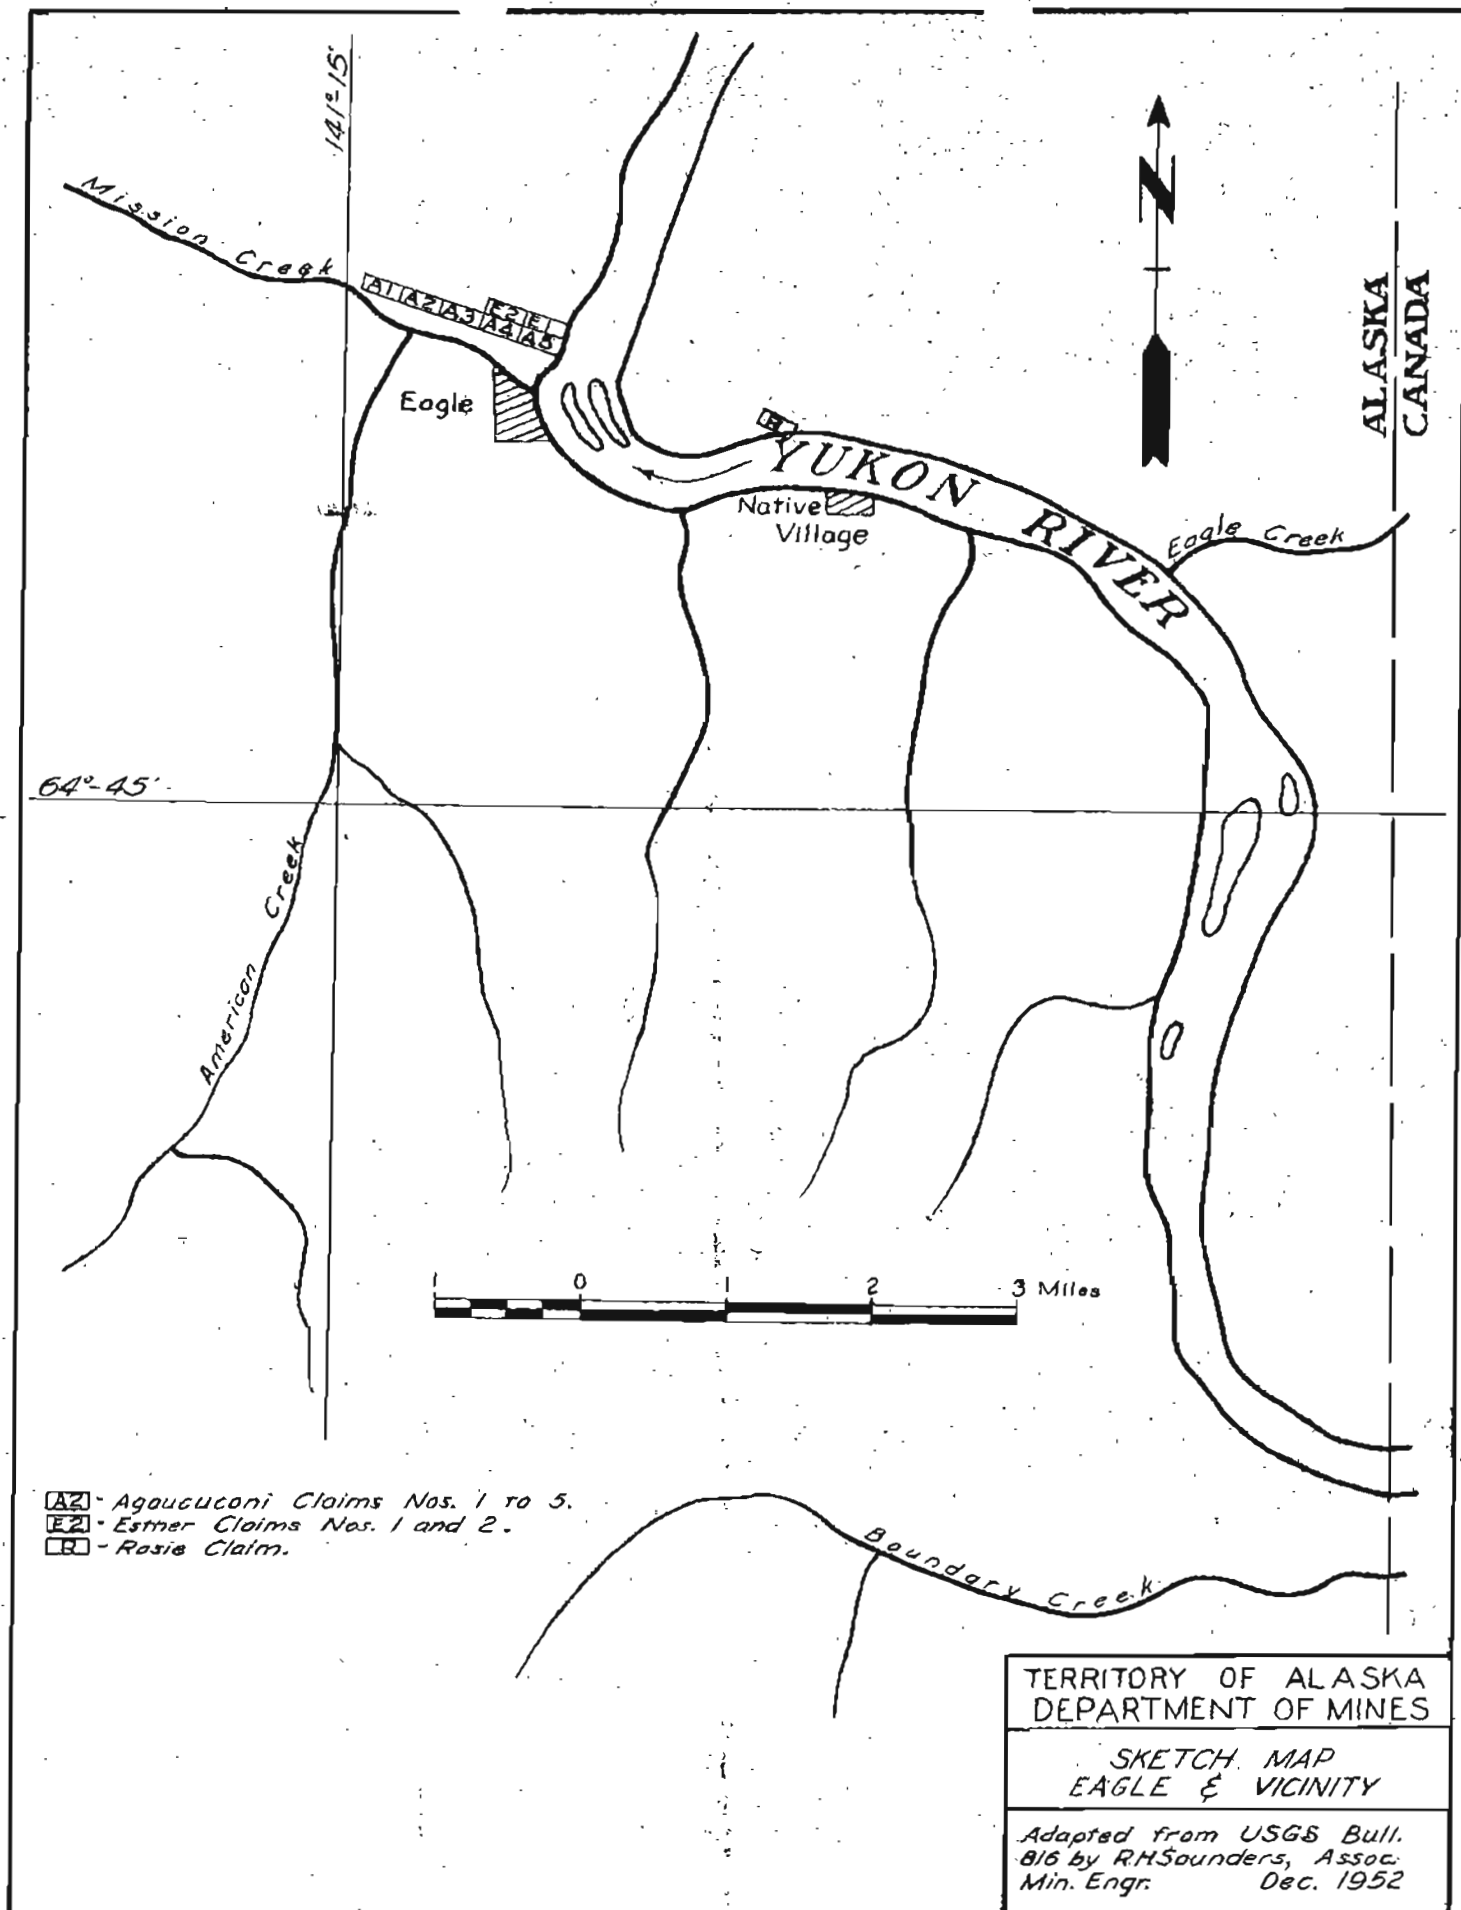 141°-15'
Mission Creek
A1 A2 A3 A4 A5
E2 E1
Eagle
N
ALASKA
CANADA
R
YUKON RIVER
Native
Village
Eagle Creek
64°-45'
American Creek
1 0 1 2 3 Miles
A2 - Agoucuconi Claims Nos. 1 to 5.
E2 - Esther Claims Nos. 1 and 2.
R - Rosie Claim.
Boundary Creek
TERRITORY OF ALASKA
DEPARTMENT OF MINES
SKETCH MAP
EAGLE & VICINITY
Adapted from USGS Bull.
816 by R.H.Saunders, Assoc.
Min. Engr. Dec. 1952